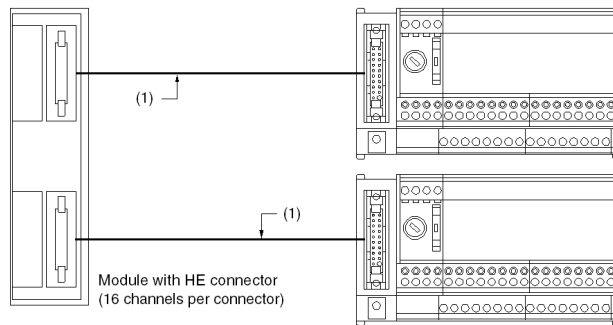 (1)
(1)
Module with HE connector
(16 channels per connector)